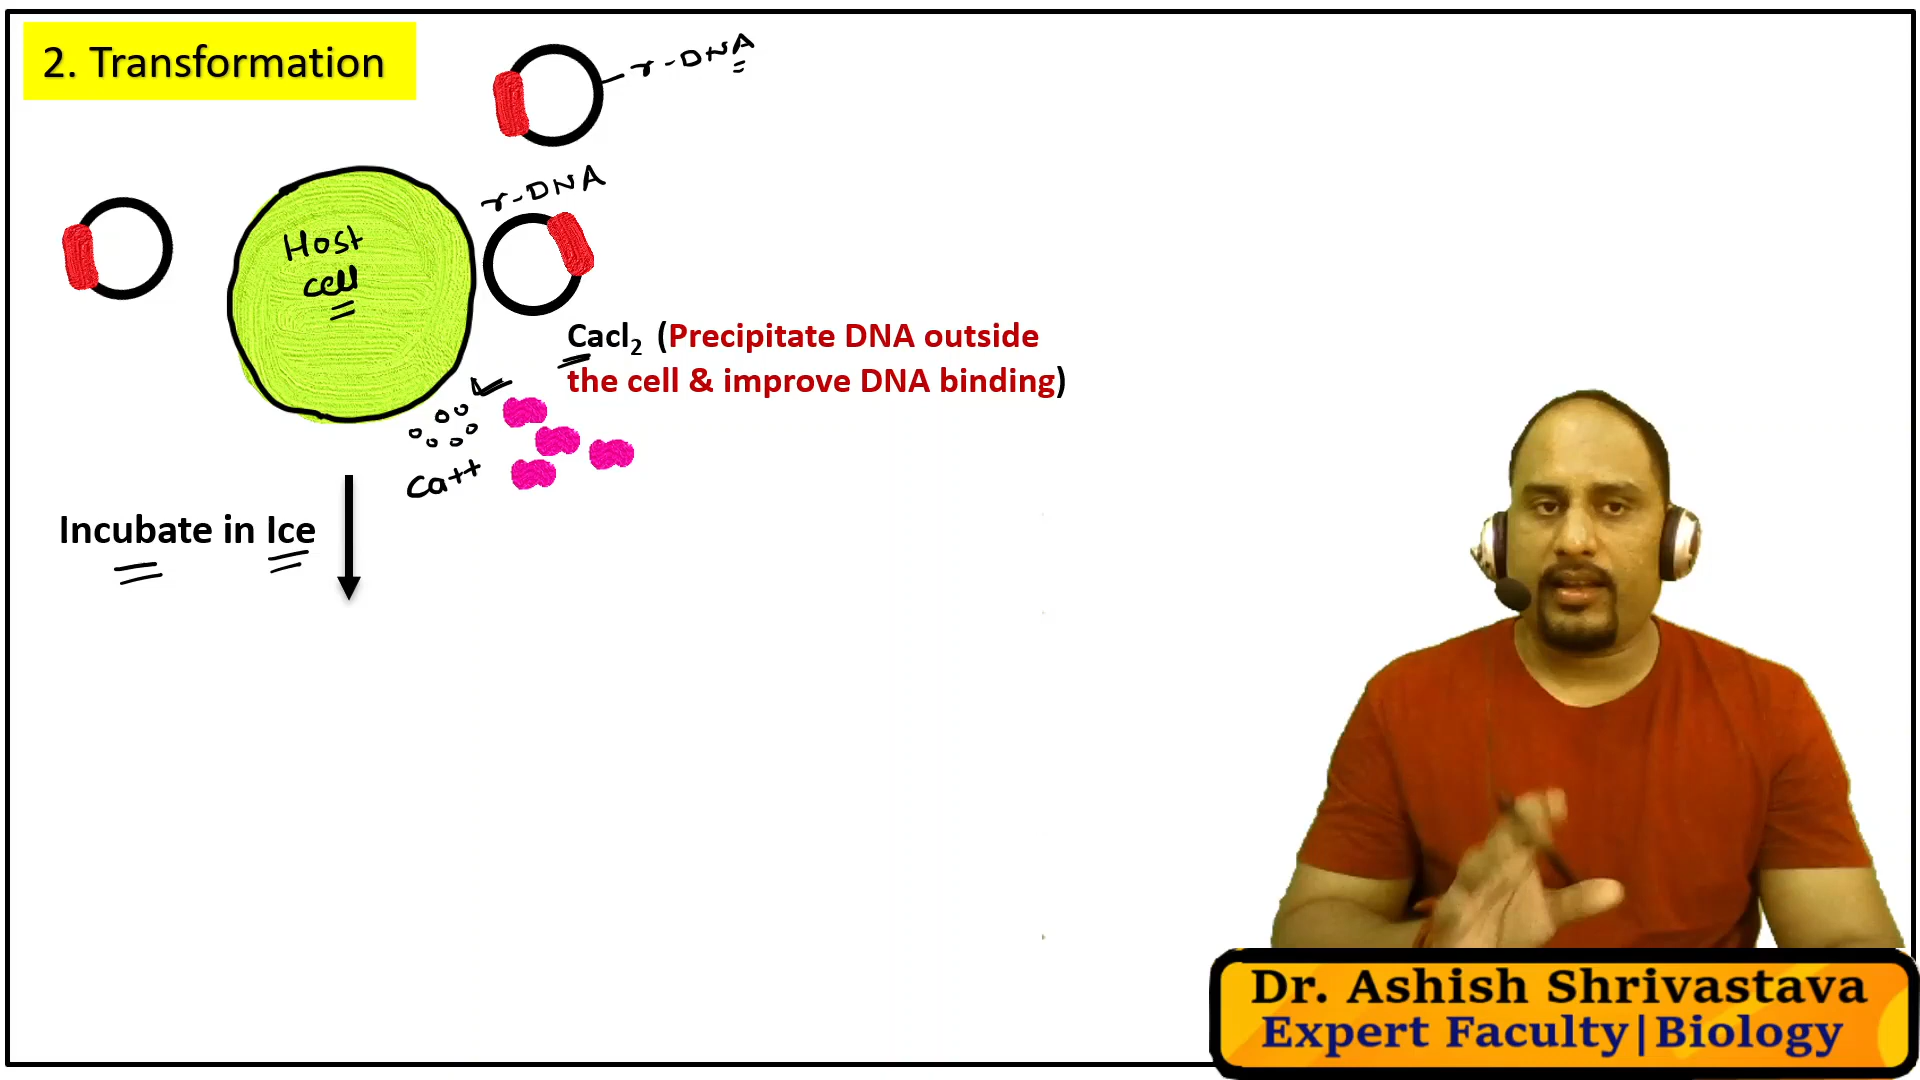 2. Transformation
r-DNA
r-DNA
Host
cell
Cacl₂ (Precipitate DNA outside
the cell & improve DNA binding)
Ca++
Incubate in Ice
Dr. Ashish Shrivastava
Expert Faculty|Biology